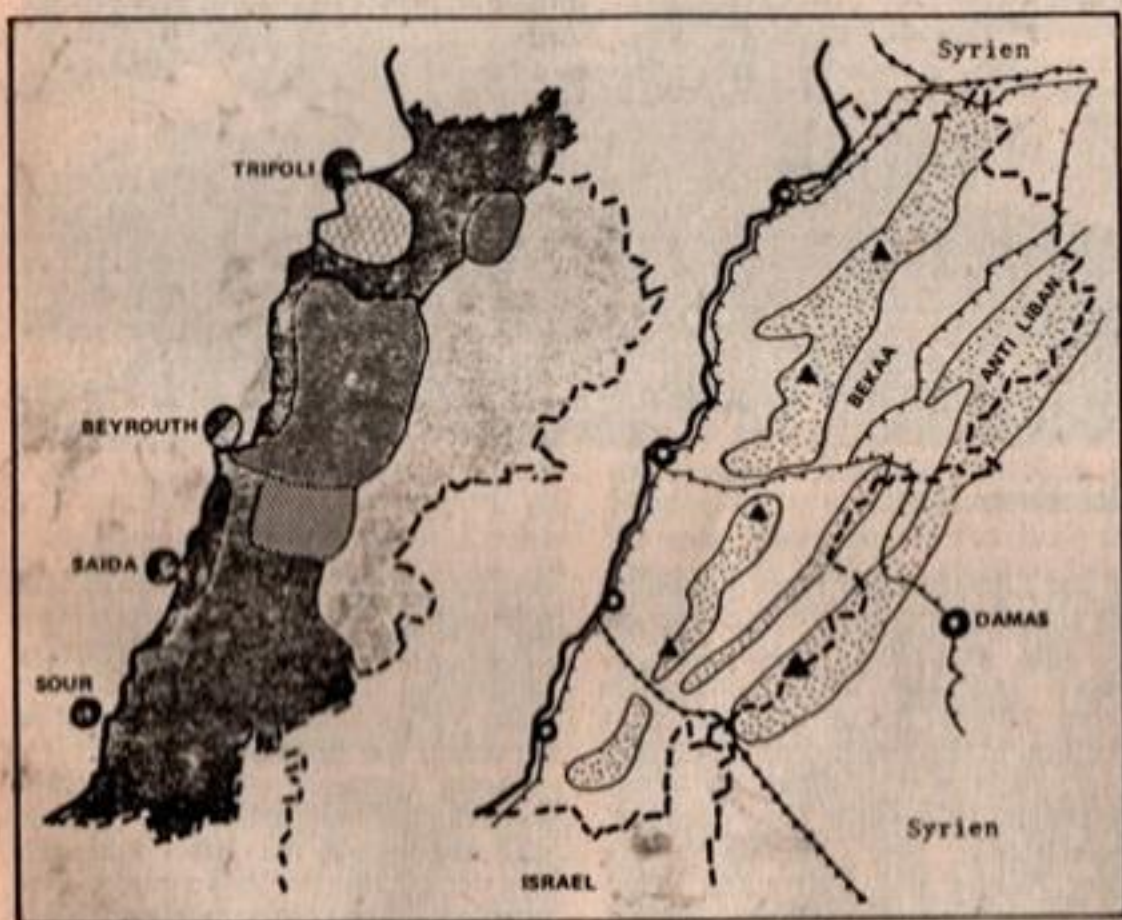 Syrien
TRIPOLI
BEYROUTH
SAIDA
SOUR
BEKAA
ANTI LIBAN
DAMAS
Syrien
ISRAEL